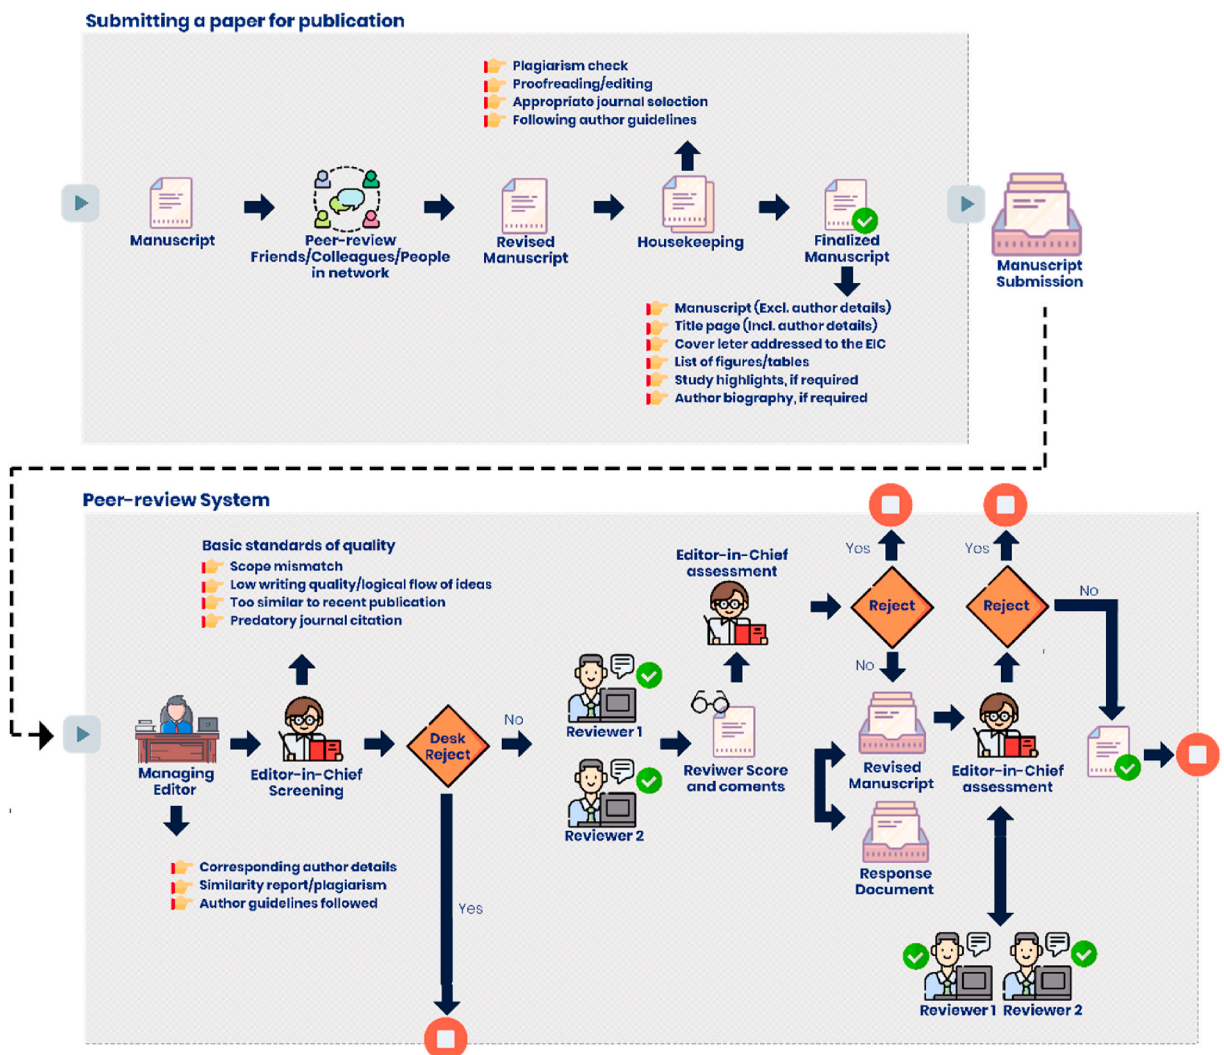 Submitting a paper for publication
Plagiarism check
Proofreading/editing
Appropriate journal selection
Following author guidelines
Manuscript
Peer-review
Friends/Colleagues/People
in network
Revised
Manuscript
Housekeeping
Finalized
Manuscript
Manuscript
Submission
Manuscript (Excl. author details)
Title page (Incl. author details)
Cover leter addressed to the EIC
List of figures/tables
Study highlights, if required
Author biography, if required
Peer-review System
Basic standards of quality
Scope mismatch
Low writing quality/logical flow of ideas
Too similar to recent publication
Predatory journal citation
Managing
Editor
Corresponding author details
Similarity report/plagiarism
Author guidelines followed
Editor-in-Chief
Screening
Desk
Reject
No
Yes
Reviewer 1
Reviewer 2
Reviwer Score
and coments
Editor-in-Chief
assessment
Reject
Yes
No
Revised
Manuscript
Response
Document
Editor-in-Chief
assessment
Reviewer 1
Reviewer 2
Reject
Yes
No